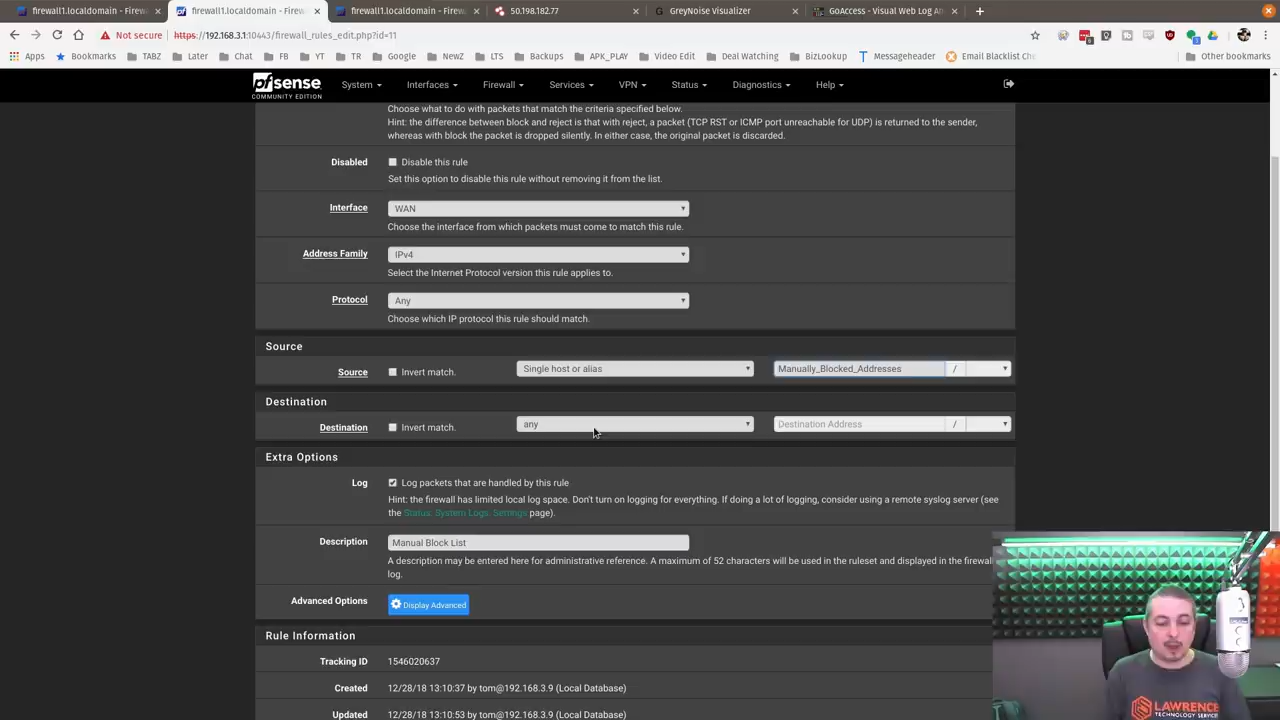 firewall1.localdomain - Firew
firewall1.localdomain - Firew
firewall1.localdomain - Firew
50.198.182.77
GreyNoise Visualizer
GoAccess - Visual Web Log An
Not secure
https://192.168.3.1:10443/firewall_rules_edit.php?id=11
Apps
Bookmarks
TABZ
Later
Chat
FB
YT
TR
Google
NewZ
LTS
Backups
APK_PLAY
Video Edit
Deal Watching
BizLookup
Messageheader
Email Blacklist Che
Other bookmarks
pfsense
COMMUNITY EDITION
System
Interfaces
Firewall
Services
VPN
Status
Diagnostics
Help
Choose what to do with packets that match the criteria specified below.
Hint: the difference between block and reject is that with reject, a packet (TCP RST or ICMP port unreachable for UDP) is returned to the sender,
whereas with block the packet is dropped silently. In either case, the original packet is discarded.
Disabled
Disable this rule
Set this option to disable this rule without removing it from the list.
Interface
WAN
Choose the interface from which packets must come to match this rule.
Address Family
IPv4
Select the Internet Protocol version this rule applies to.
Protocol
Any
Choose which IP protocol this rule should match.
Source
Source
Invert match.
Single host or alias
Manually_Blocked_Addresses
/
Destination
Destination
Invert match.
any
Destination Address
/
Extra Options
Log
Log packets that are handled by this rule
Hint: the firewall has limited local log space. Don't turn on logging for everything. If doing a lot of logging, consider using a remote syslog server (see
the Status: System Logs: Settings page).
Description
Manual Block List
A description may be entered here for administrative reference. A maximum of 52 characters will be used in the ruleset and displayed in the firewall
log.
Advanced Options
Display Advanced
Rule Information
Tracking ID
1546020637
Created
12/28/18 13:10:37 by tom@192.168.3.9 (Local Database)
Updated
12/28/18 13:10:53 by tom@192.168.3.9 (Local Database)
LAWRENCE
TECHNOLOGY SERVICES